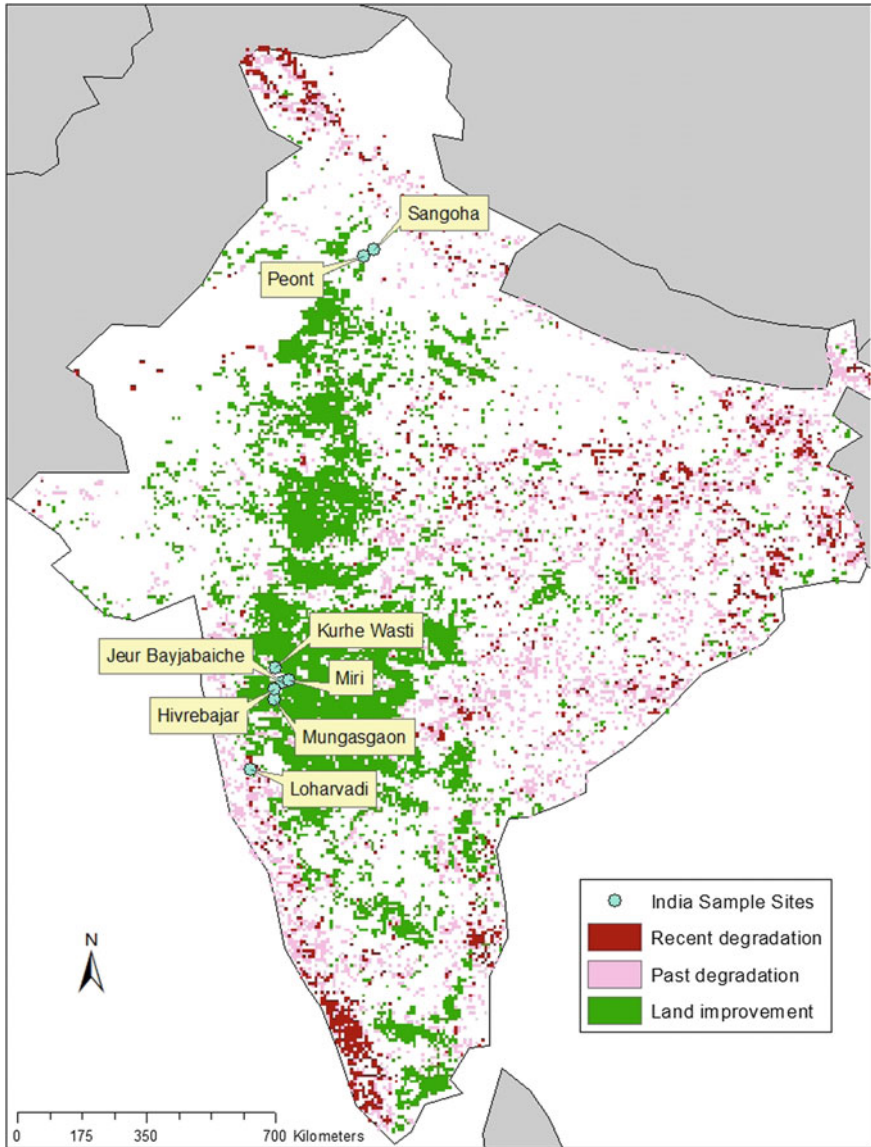 Sangoha
Peont
Kurhe Wasti
Jeur Bayjabaiche
Miri
Hivrebajar
Mungasgaon
Loharvadi
India Sample Sites
Recent degradation
Past degradation
Land improvement
N
0 175 350 700 Kilometers